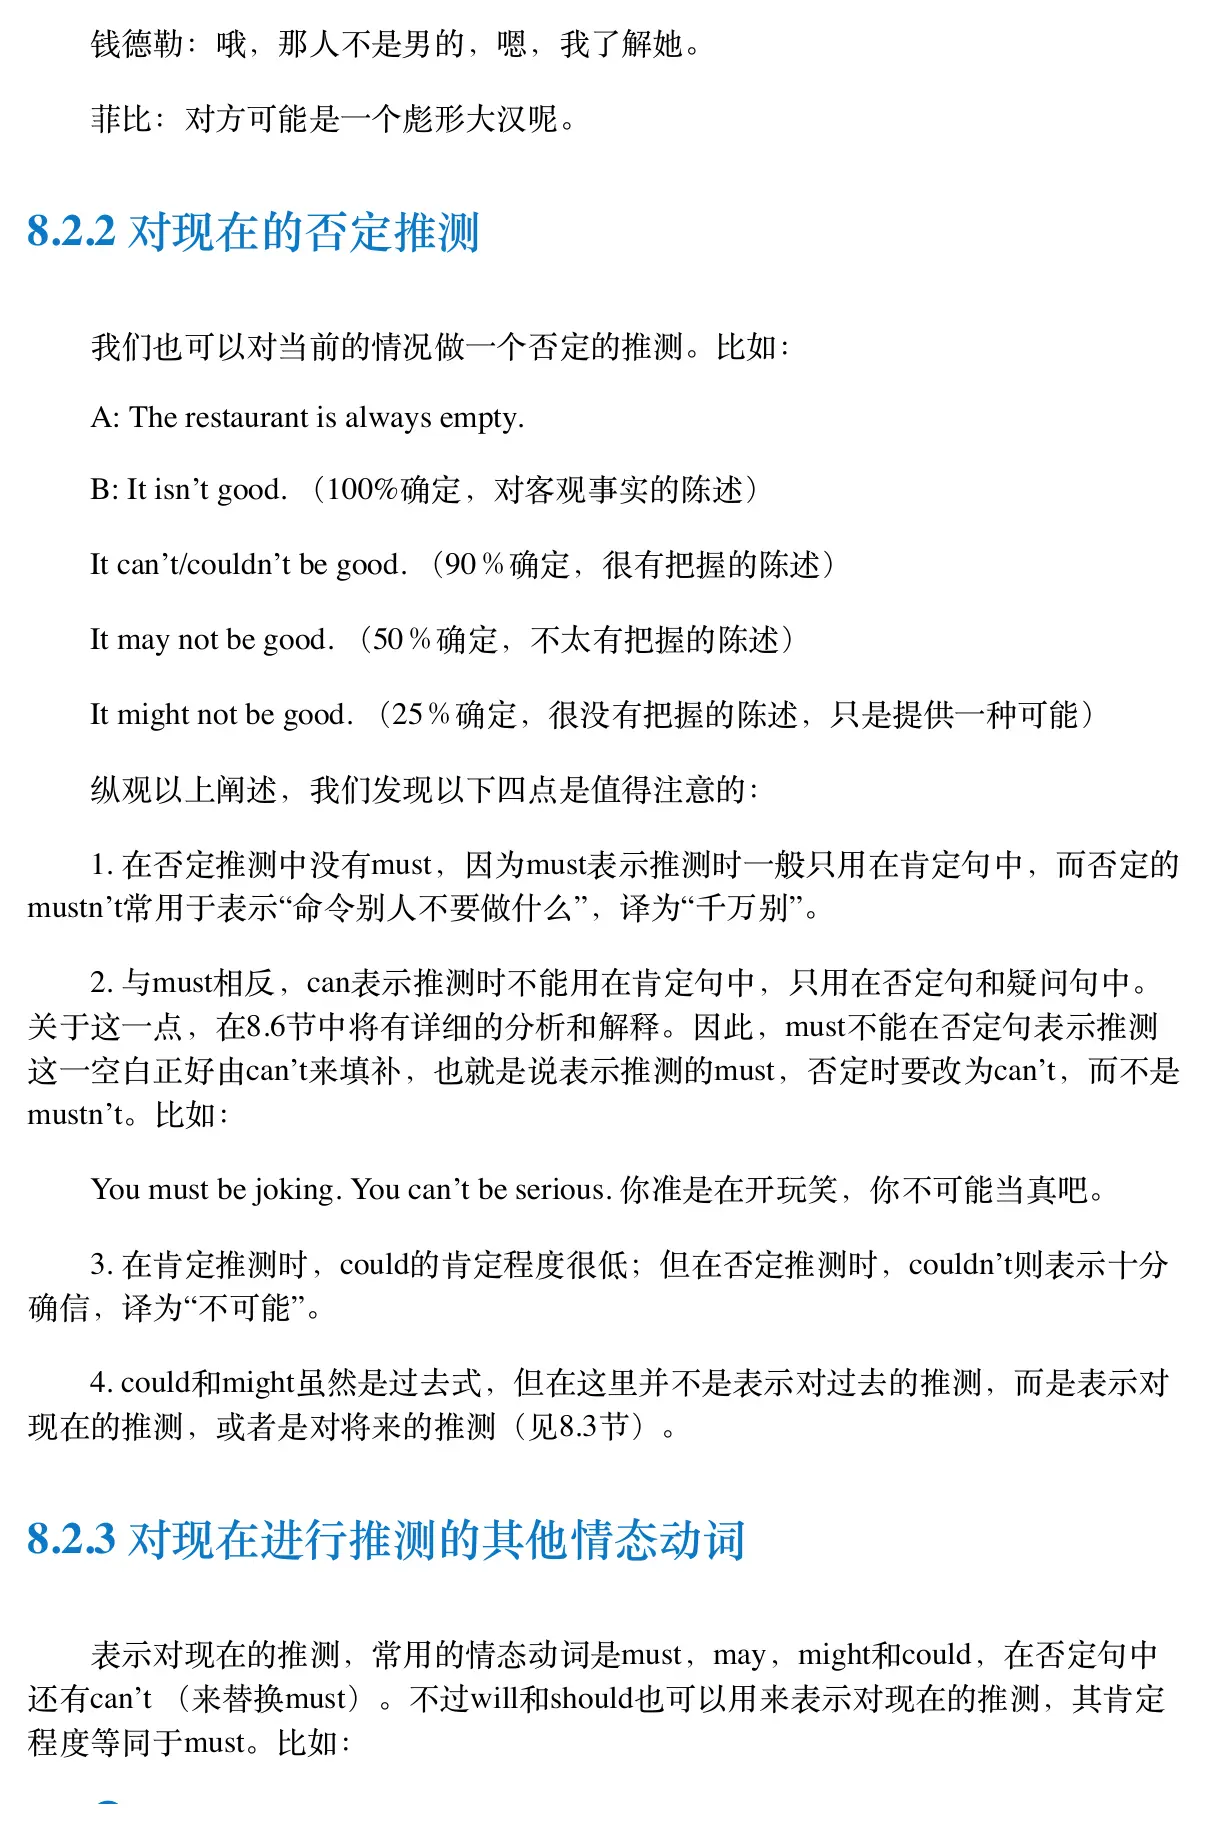 钱德勒：哦，那人不是男的，嗯，我了解她。
菲比：对方可能是一个彪形大汉呢。
8.2.2 对现在的否定推测
我们也可以对当前的情况做一个否定的推测。比如：
A: The restaurant is always empty.
B: It isn’t good.（100%确定，对客观事实的陈述）
It can’t/couldn’t be good.（90％确定，很有把握的陈述）
It may not be good.（50％确定，不太有把握的陈述）
It might not be good.（25％确定，很没有把握的陈述，只是提供一种可能）
纵观以上阐述，我们发现以下四点是值得注意的：
1. 在否定推测中没有must，因为must表示推测时一般只用在肯定句中，而否定的
mustn’t常用于表示“命令别人不要做什么”，译为“千万别”。
2. 与must相反，can表示推测时不能用在肯定句中，只用在否定句和疑问句中。
关于这一点，在8.6节中将有详细的分析和解释。因此，must不能在否定句表示推测
这一空白正好由can’t来填补，也就是说表示推测的must，否定时要改为can’t，而不是
mustn’t。比如：
You must be joking. You can’t be serious. 你准是在开玩笑，你不可能当真吧。
3. 在肯定推测时，could的肯定程度很低；但在否定推测时，couldn’t则表示十分
确信，译为“不可能”。
4. could和might虽然是过去式，但在这里并不是表示对过去的推测，而是表示对
现在的推测，或者是对将来的推测（见8.3节）。
8.2.3 对现在进行推测的其他情态动词
表示对现在的推测，常用的情态动词是must，may，might和could，在否定句中
还有can’t （来替换must）。不过will和should也可以用来表示对现在的推测，其肯定
程度等同于must。比如：